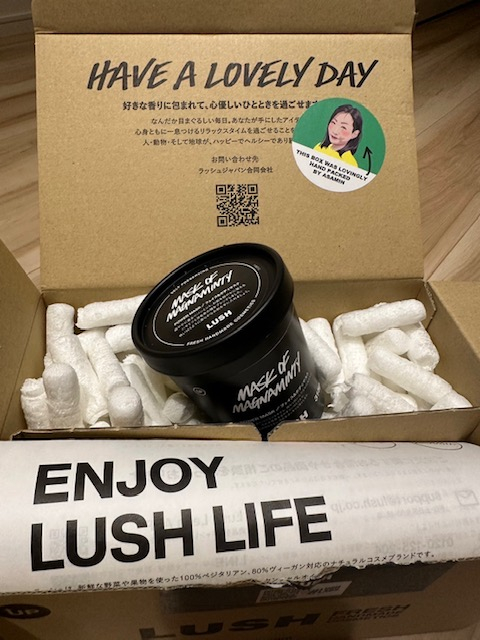 HAVE A LOVELY DAY
好きな香りに包まれて、心優しいひとときを過ごせ
なんだか目まぐるしい毎日。あなたが手にしたアイテ
心身ともに一息つけるリラックスタイムを過ごせること
人・動物・そして地球が、ハッピーでヘルシーであり
お問い合わせ先
ラッシュジャパン合同会社
THIS BOX WAS LOVINGLY
HAND PACKED
BY ASAMIN
SELF PRESERVING
MASK OF
MAGNAMINTY
LUSH
FRESH HANDMADE COSMETICS
MASK OF
MAGNAMINTY
ENJOY
LUSH LIFE
新鮮な野菜や果物を使った100%ベジタリアン、80%ヴィーガン対応のナチュラルコスメブランドです。
UP
LUSH FRESH